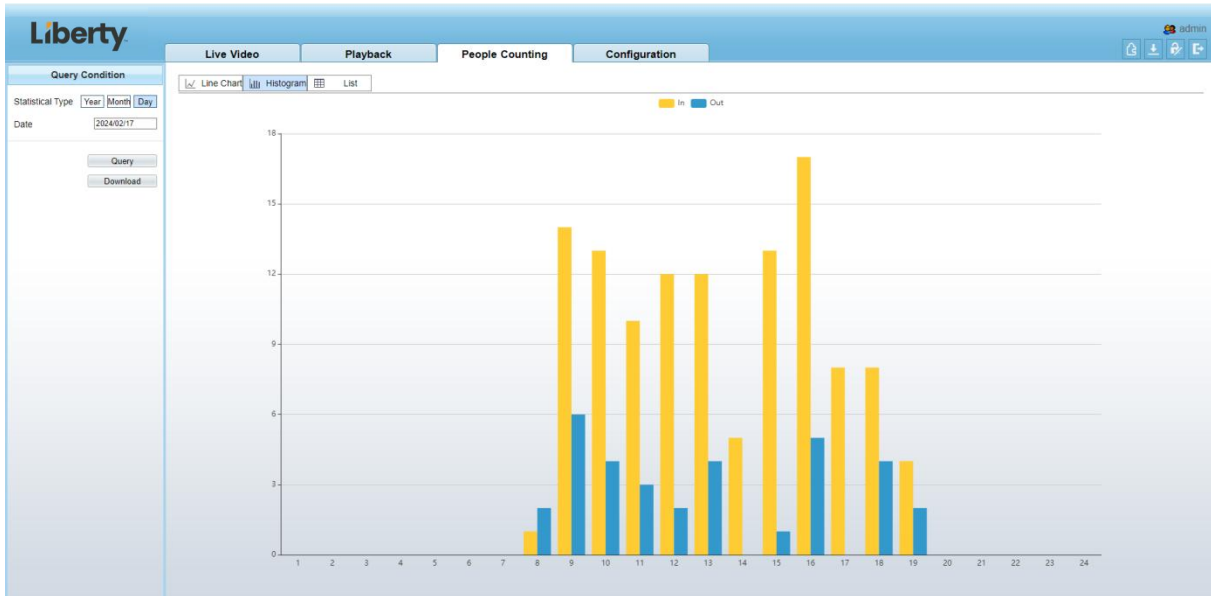 Liberty
admin
Live Video Playback People Counting Configuration
Query Condition
Statistical Type Year Month Day
Date 2024/02/17
Query
Download
Line Chart Histogram List
In Out
18
15
12
9
6
3
0
1 2 3 4 5 6 7 8 9 10 11 12 13 14 15 16 17 18 19 20 21 22 23 24